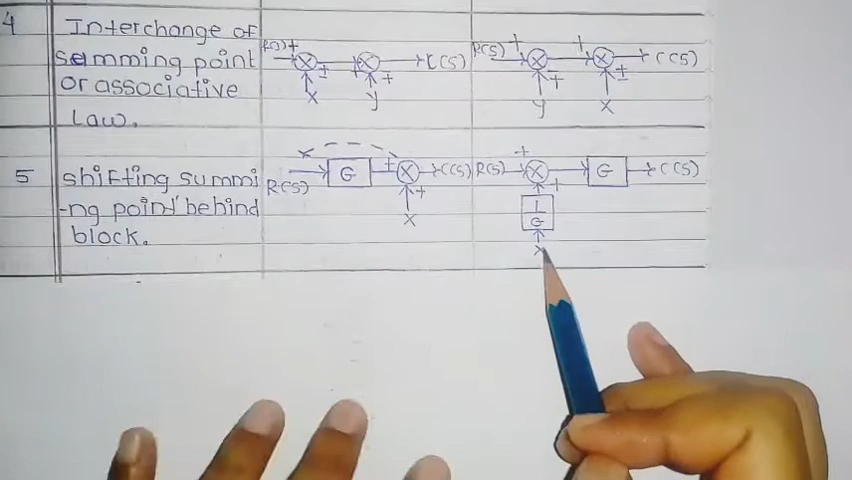 4
Interchange of
summing point
or associative
law.
R(S) + X ± + X + C(S)
X y
R(S) + X ± + X ± C(S)
y X
5
shifting summi
-ng point behind
block.
R(S) G + X + C(S)
X
R(S) + X + G C(S)
1
G
X